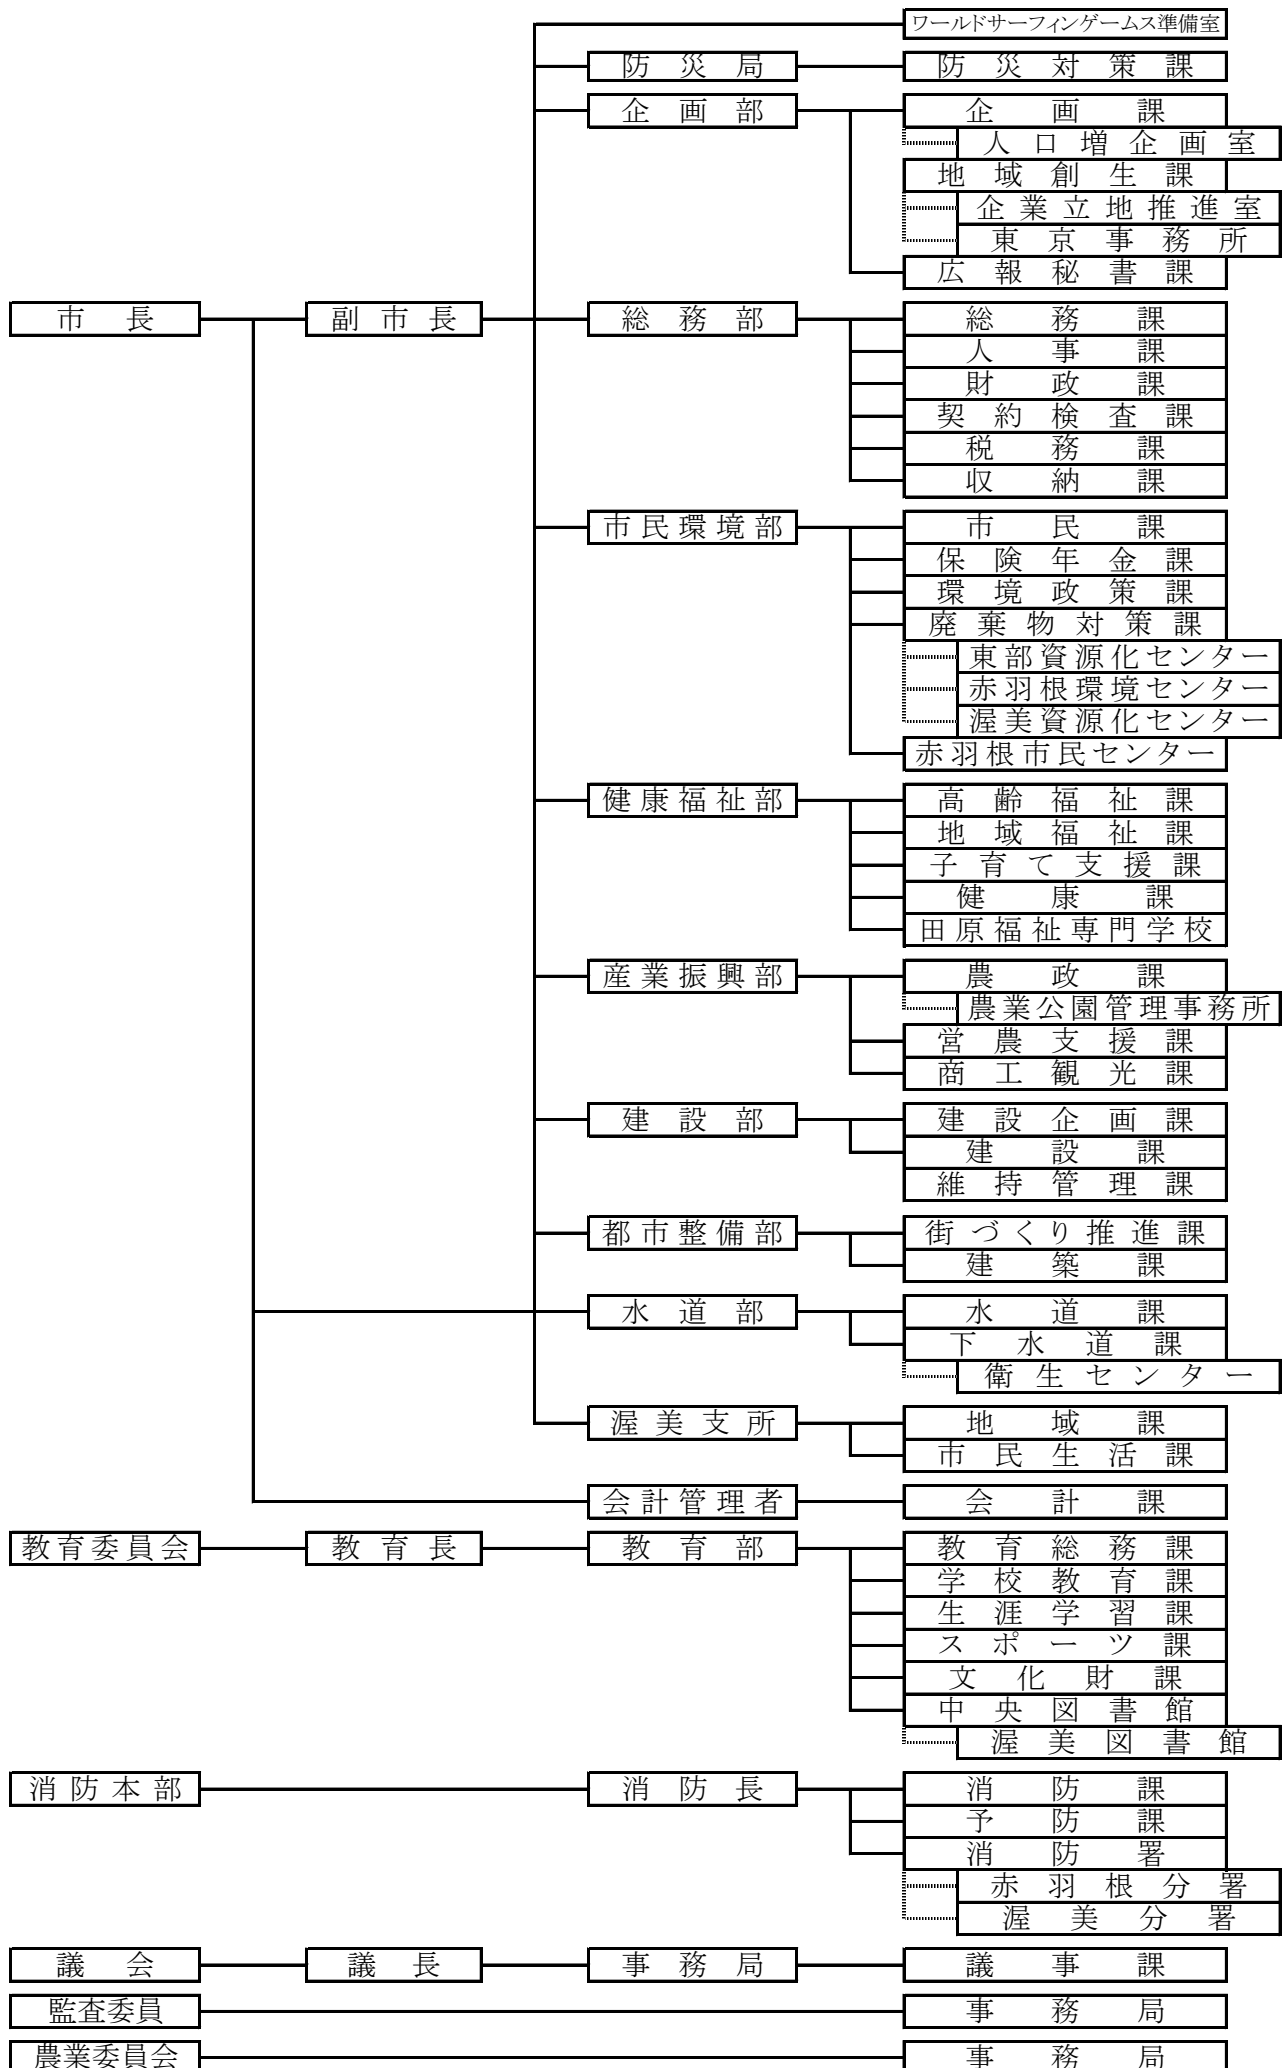 ワールドサーフィンゲームス準備室
防災局 防災対策課
企画部 企画課
人口増企画室
地域創生課
企業立地推進室
東京事務所
広報秘書課
市長 副市長 総務部 総務課
人事課
財政課
契約検査課
税務課
収納課
市民環境部 市民課
保険年金課
環境政策課
廃棄物対策課
東部資源化センター
赤羽根環境センター
渥美資源化センター
赤羽根市民センター
健康福祉部 高齢福祉課
地域福祉課
子育て支援課
健康課
田原福祉専門学校
産業振興部 農政課
農業公園管理事務所
営農支援課
商工観光課
建設部 建設企画課
建設課
維持管理課
都市整備部 街づくり推進課
建築課
水道部 水道課
下水道課
衛生センター
渥美支所 地域課
市民生活課
会計管理者 会計課
教育委員会 教育長 教育部 教育総務課
学校教育課
生涯学習課
スポーツ課
文化財課
中央図書館
渥美図書館
消防本部 消防長 消防課
予防課
消防署
赤羽根分署
渥美分署
議会 議長 事務局 議事課
監査委員 事務局
農業委員会 事務局